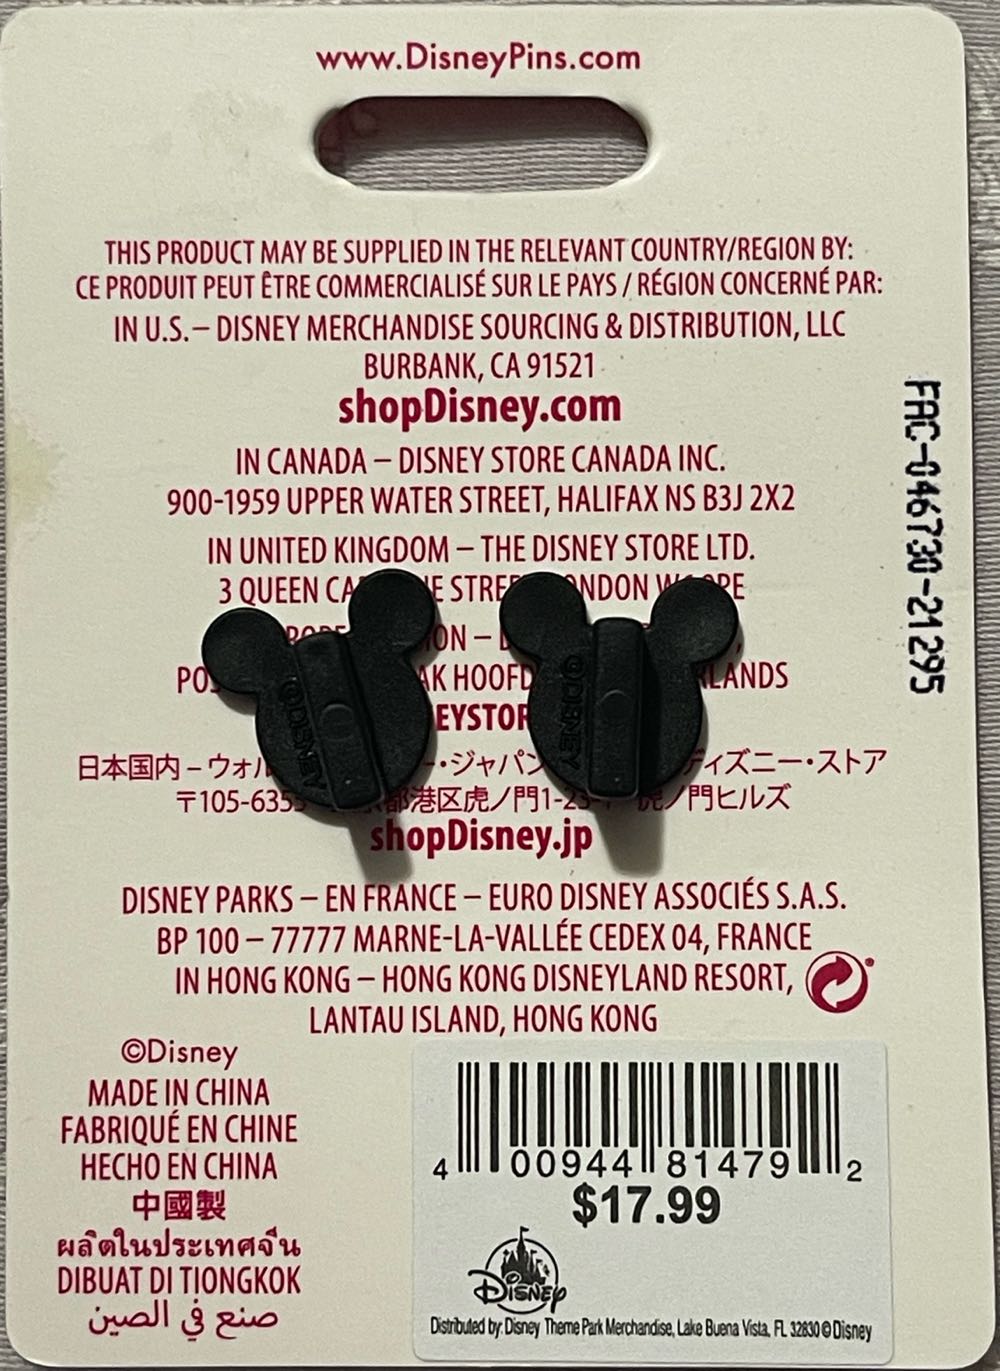 www.DisneyPins.com
THIS PRODUCT MAY BE SUPPLIED IN THE RELEVANT COUNTRY/REGION BY:
CE PRODUIT PEUT ÊTRE COMMERCIALISÉ SUR LE PAYS / RÉGION CONCERNÉ PAR:
IN U.S.– DISNEY MERCHANDISE SOURCING & DISTRIBUTION, LLC
BURBANK, CA 91521
shopDisney.com
IN CANADA – DISNEY STORE CANADA INC.
900-1959 UPPER WATER STREET, HALIFAX NS B3J 2X2
IN UNITED KINGDOM – THE DISNEY STORE LTD.
3 QUEEN
HOOFD
日本国内 – ・ジャパン ディズニー・ストア
港区虎ノ門 虎ノ門ヒルズ
shopDisney.jp
©DISNEY
©DISNEY
FAC-046730-21295
DISNEY PARKS – EN FRANCE – EURO DISNEY ASSOCIÉS S.A.S.
BP 100 – 77777 MARNE-LA-VALLÉE CEDEX 04, FRANCE
IN HONG KONG – HONG KONG DISNEYLAND RESORT,
LANTAU ISLAND, HONG KONG
©Disney
MADE IN CHINA
FABRIQUÉ EN CHINE
HECHO EN CHINA
中國製
ผลิตในประเทศจีน
DIBUAT DI TIONGKOK
صنع في الصين
4 00944 81479 2
$17.99
DISNEY
Distributed by: Disney Theme Park Merchandise, Lake Buena Vista, FL 32830 © Disney